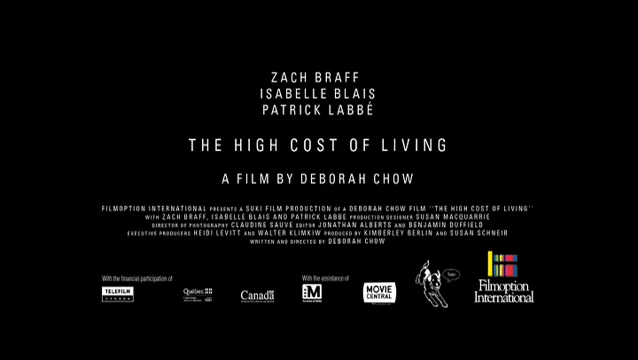 ZACH BRAFF
ISABELLE BLAIS
PATRICK LABBÉ
THE HIGH COST OF LIVING
A FILM BY DEBORAH CHOW
FILMOPTION INTERNATIONAL PRESENTS A SUKI FILM PRODUCTION OF A DEBORAH CHOW FILM "THE HIGH COST OF LIVING"
WITH ZACH BRAFF, ISABELLE BLAIS AND PATRICK LABBE PRODUCTION DESIGNER SUSAN MACQUARRIE
DIRECTOR OF PHOTOGRAPHY CLAUDINE SAUVE EDITOR JONATHAN ALBERTS AND BENJAMIN DUFFIELD
EXECUTIVE PRODUCERS HEIDI LEVITT AND WALTER KLIMKIW PRODUCED BY KIMBERLEY BERLIN AND SUSAN SCHNEIR
WRITTEN AND DIRECTED BY DEBORAH CHOW
With the financial participation of
With the assistance of
TELEFILM
CANADA
Québec
Canada
M
MOVIE
CENTRAL
Filmoption
International